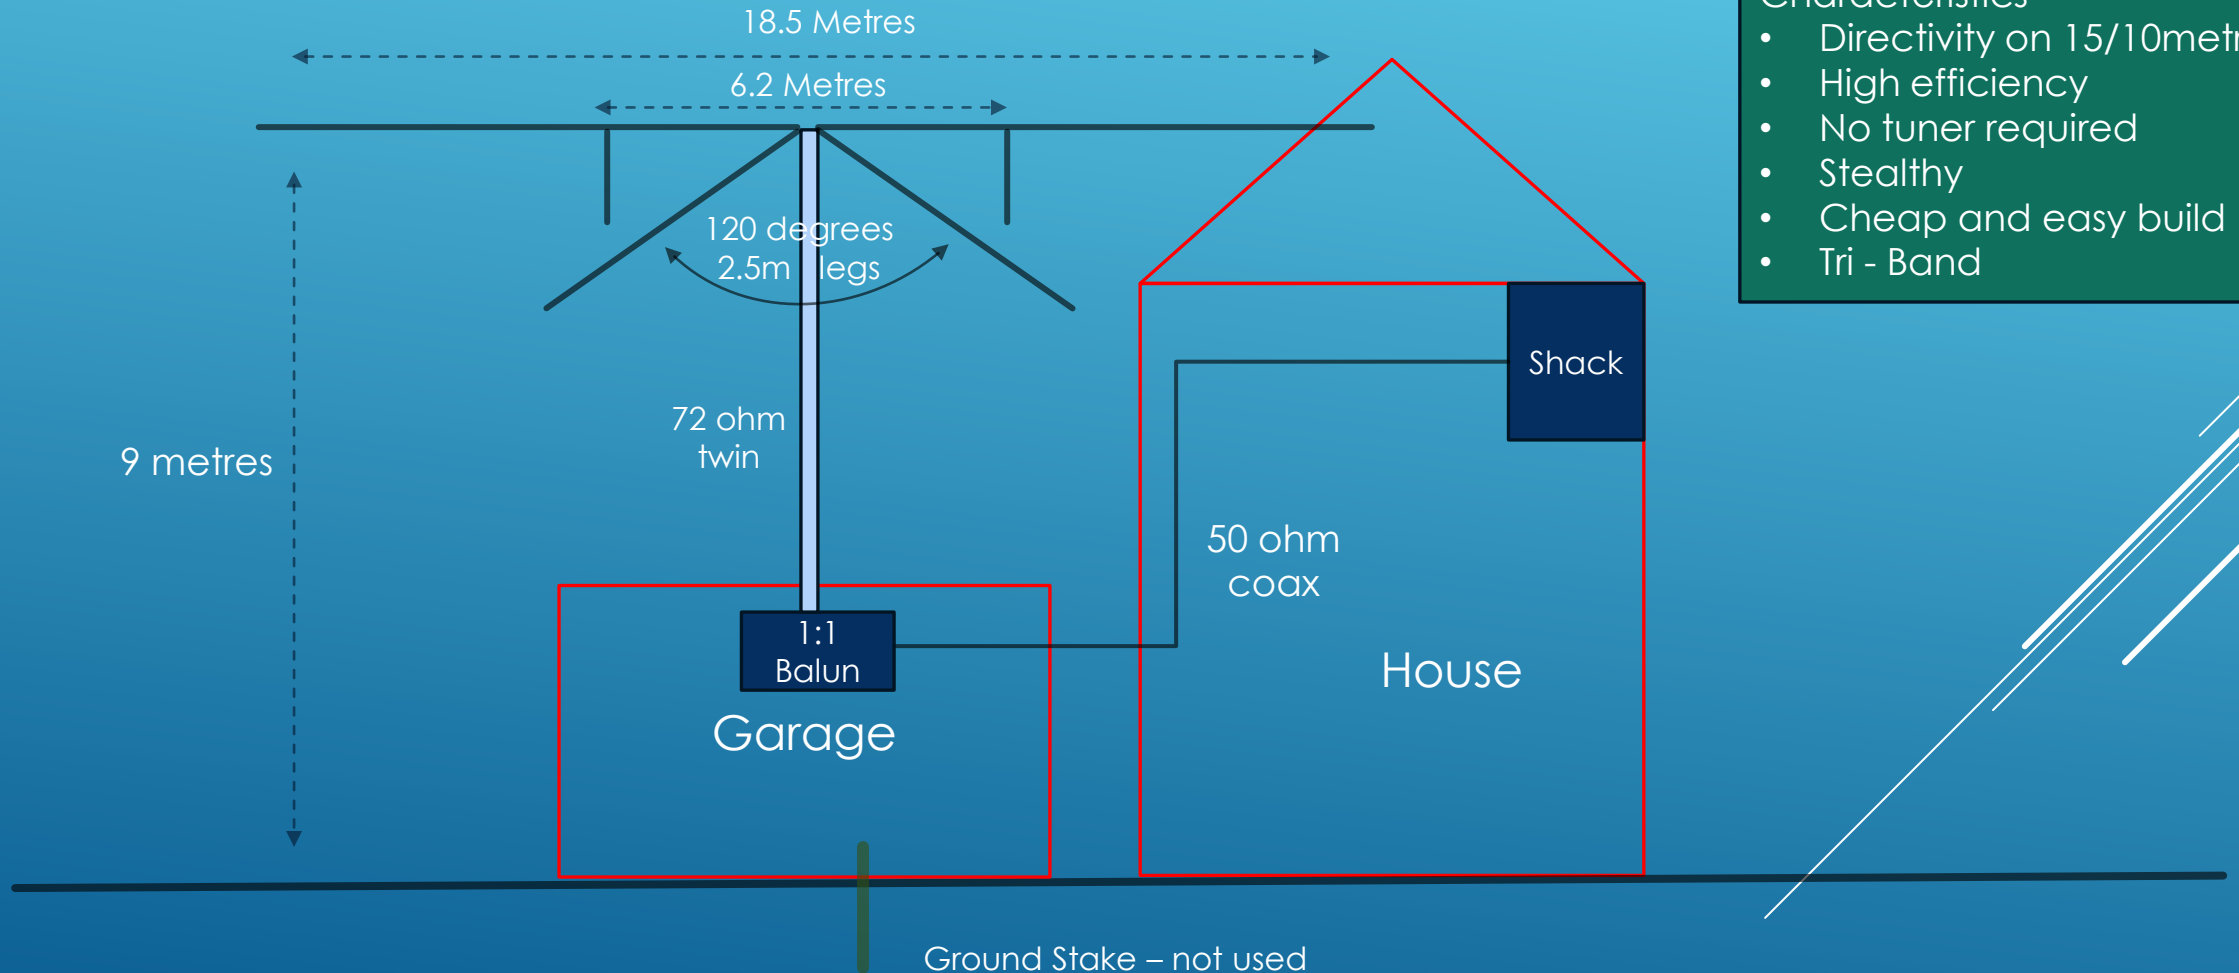 18.5 Metres
6.2 Metres
Characteristics
• Directivity on 15/10metr
• High efficiency
• No tuner required
• Stealthy
• Cheap and easy build
• Tri - Band
120 degrees
2.5m legs
Shack
72 ohm
twin
9 metres
50 ohm
coax
1:1
Balun
House
Garage
Ground Stake – not used